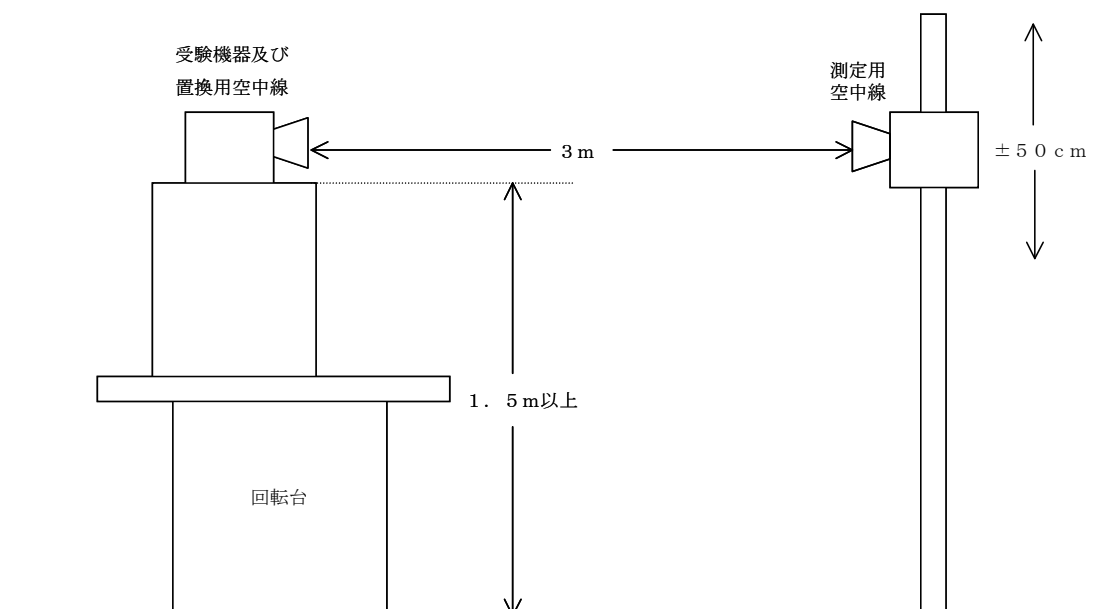 受験機器及び
置換用空中線
測定用
空中線
３ｍ
±５０ｃｍ
１．５ｍ以上
回転台